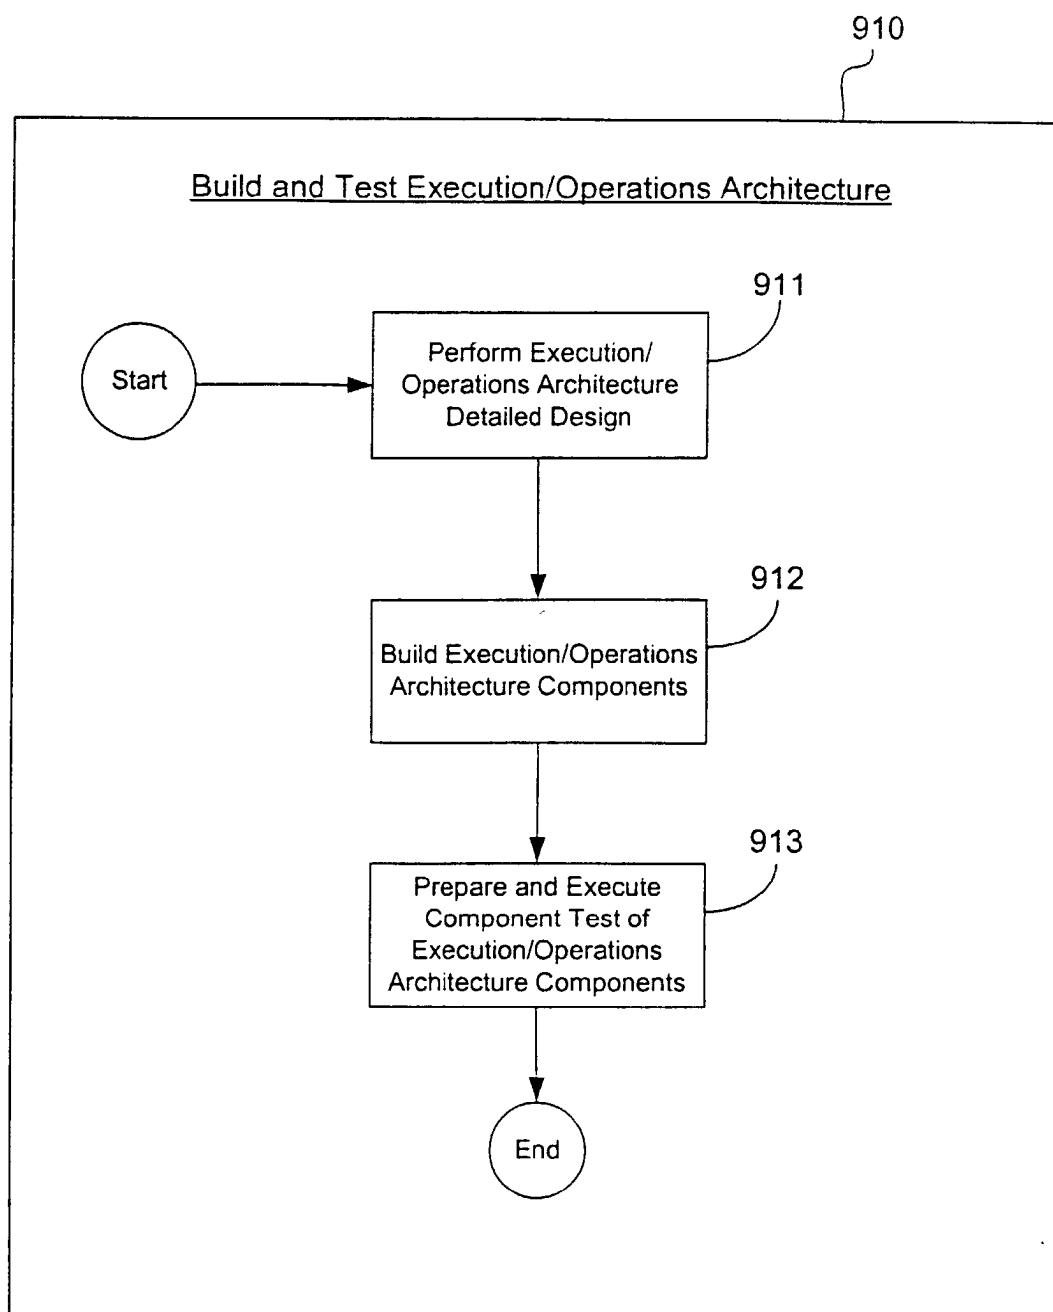 910
Build and Test Execution/Operations Architecture
911
Start
Perform Execution/
Operations Architecture
Detailed Design
912
Build Execution/Operations
Architecture Components
913
Prepare and Execute
Component Test of
Execution/Operations
Architecture Components
End